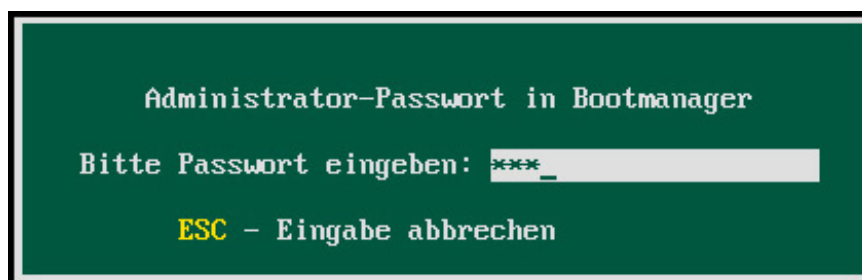 Administrator-Passwort in Bootmanager
Bitte Passwort eingeben: ***_
ESC - Eingabe abbrechen